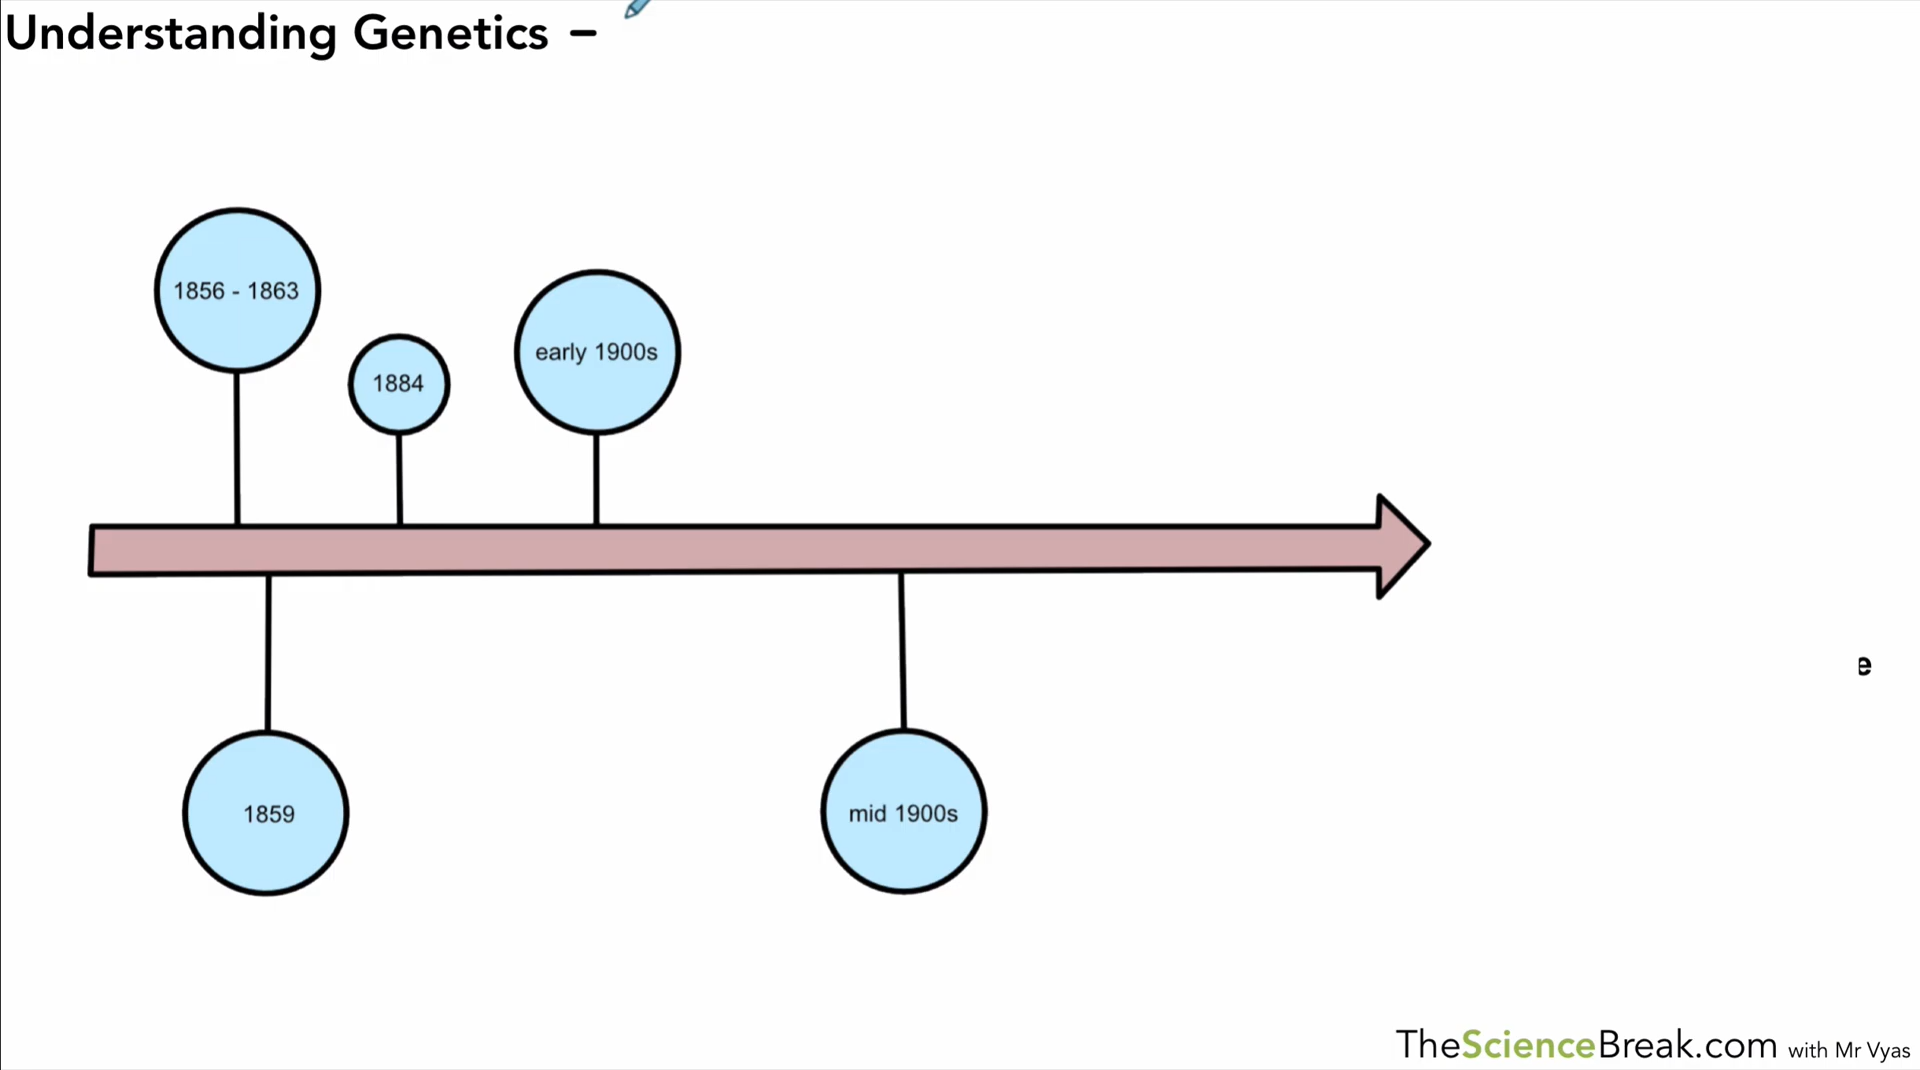 Understanding Genetics –
1856 - 1863
1884
early 1900s
1859
mid 1900s
e
TheScienceBreak.com with Mr Vyas